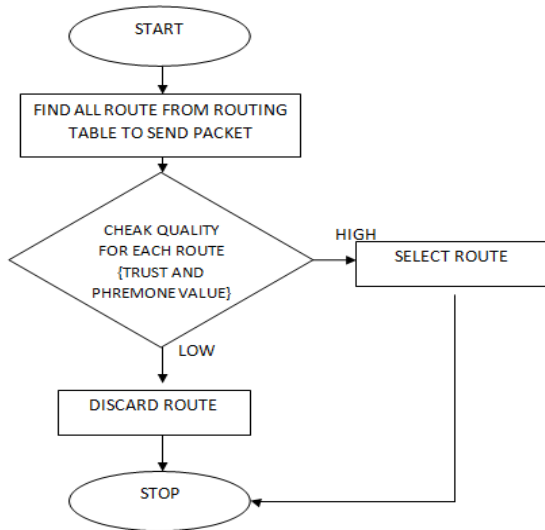 START
FIND ALL ROUTE FROM ROUTING
TABLE TO SEND PACKET
CHEAK QUALITY
FOR EACH ROUTE
{TRUST AND
PHREMONE VALUE}
HIGH
SELECT ROUTE
LOW
DISCARD ROUTE
STOP